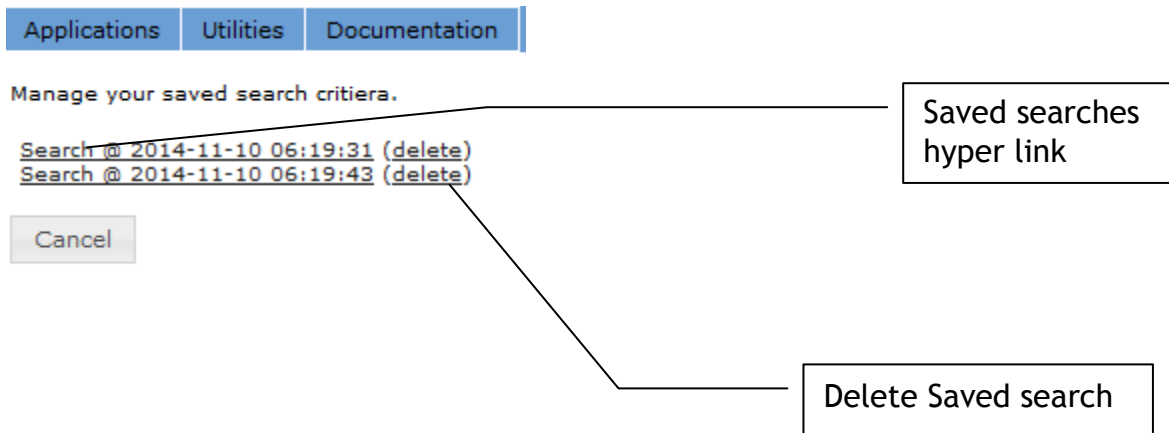 Applications Utilities Documentation
Manage your saved search critiera.
Saved searches
hyper link
Search @ 2014-11-10 06:19:31 (delete)
Search @ 2014-11-10 06:19:43 (delete)
Cancel
Delete Saved search